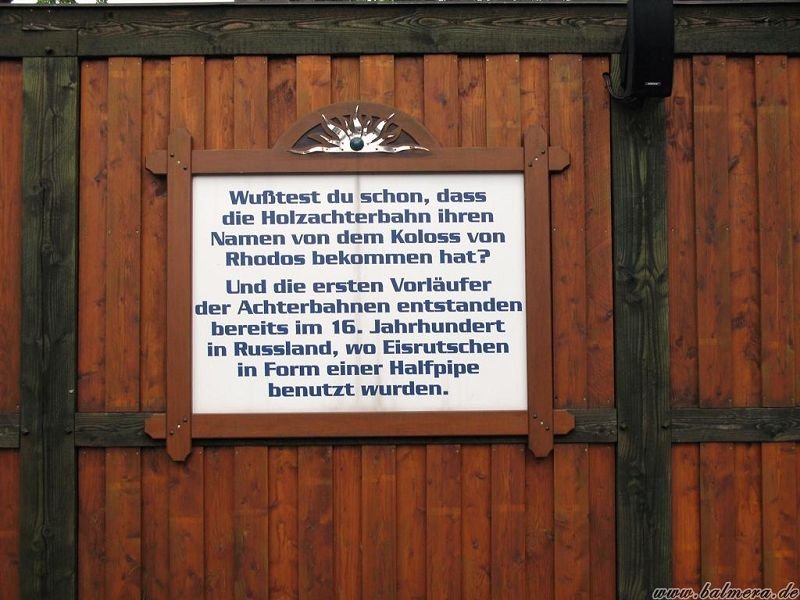 Wußtest du schon, dass
die Holzachterbahn ihren
Namen von dem Koloss von
Rhodos bekommen hat?
Und die ersten Vorläufer
der Achterbahnen entstanden
bereits im 16. Jahrhundert
in Russland, wo Eisrutschen
in Form einer Halfpipe
benutzt wurden.
www.balmera.de